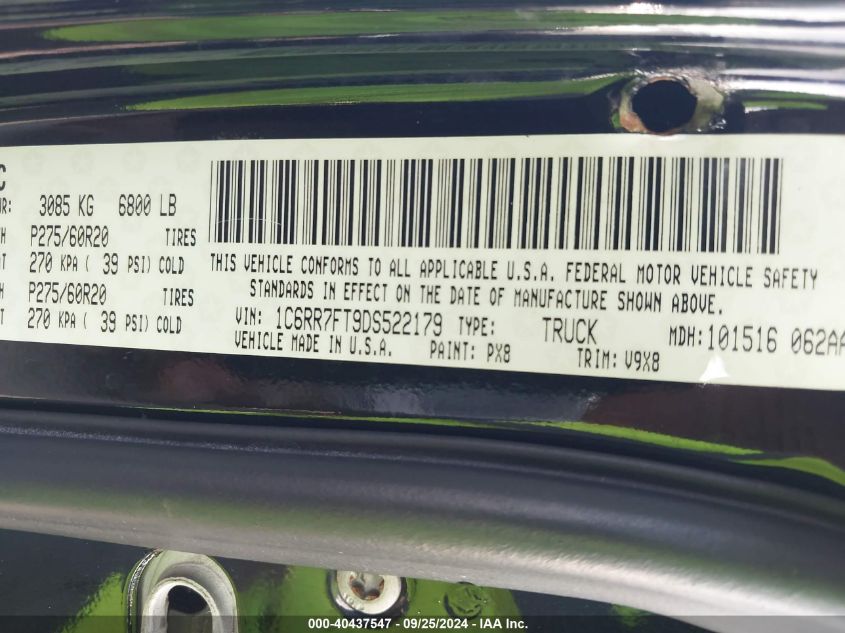 C
3085 KG 6800 LB
P275/60R20 TIRES
270 KPA ( 39 PSI) COLD
P275/60R20 TIRES
270 KPA ( 39 PSI) COLD
THIS VEHICLE CONFORMS TO ALL APPLICABLE U.S.A. FEDERAL MOTOR VEHICLE SAFETY
STANDARDS IN EFFECT ON THE DATE OF MANUFACTURE SHOWN ABOVE.
VIN: 1C6RR7FT9DS522179 TYPE: TRUCK MDH: 101516 062AA
VEHICLE MADE IN U.S.A. PAINT: PX8 TRIM: V9X8
000-40437547 - 09/25/2024 - IAA Inc.